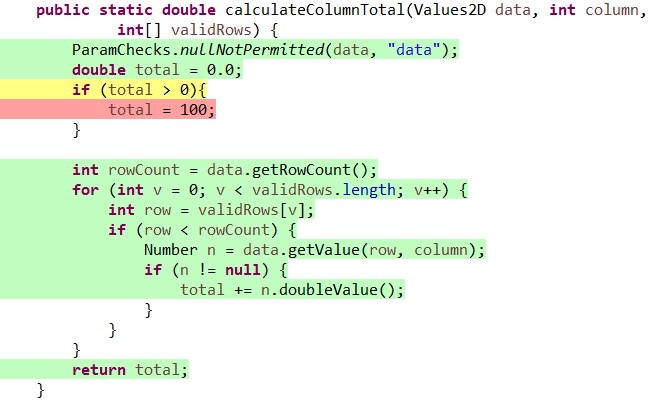 public static double calculateColumnTotal(Values2D data, int column,
int[] validRows) {
ParamChecks.nullNotPermitted(data, "data");
double total = 0.0;
if (total > 0){
total = 100;
}
int rowCount = data.getRowCount();
for (int v = 0; v < validRows.length; v++) {
int row = validRows[v];
if (row < rowCount) {
Number n = data.getValue(row, column);
if (n != null) {
total += n.doubleValue();
}
}
}
return total;
}